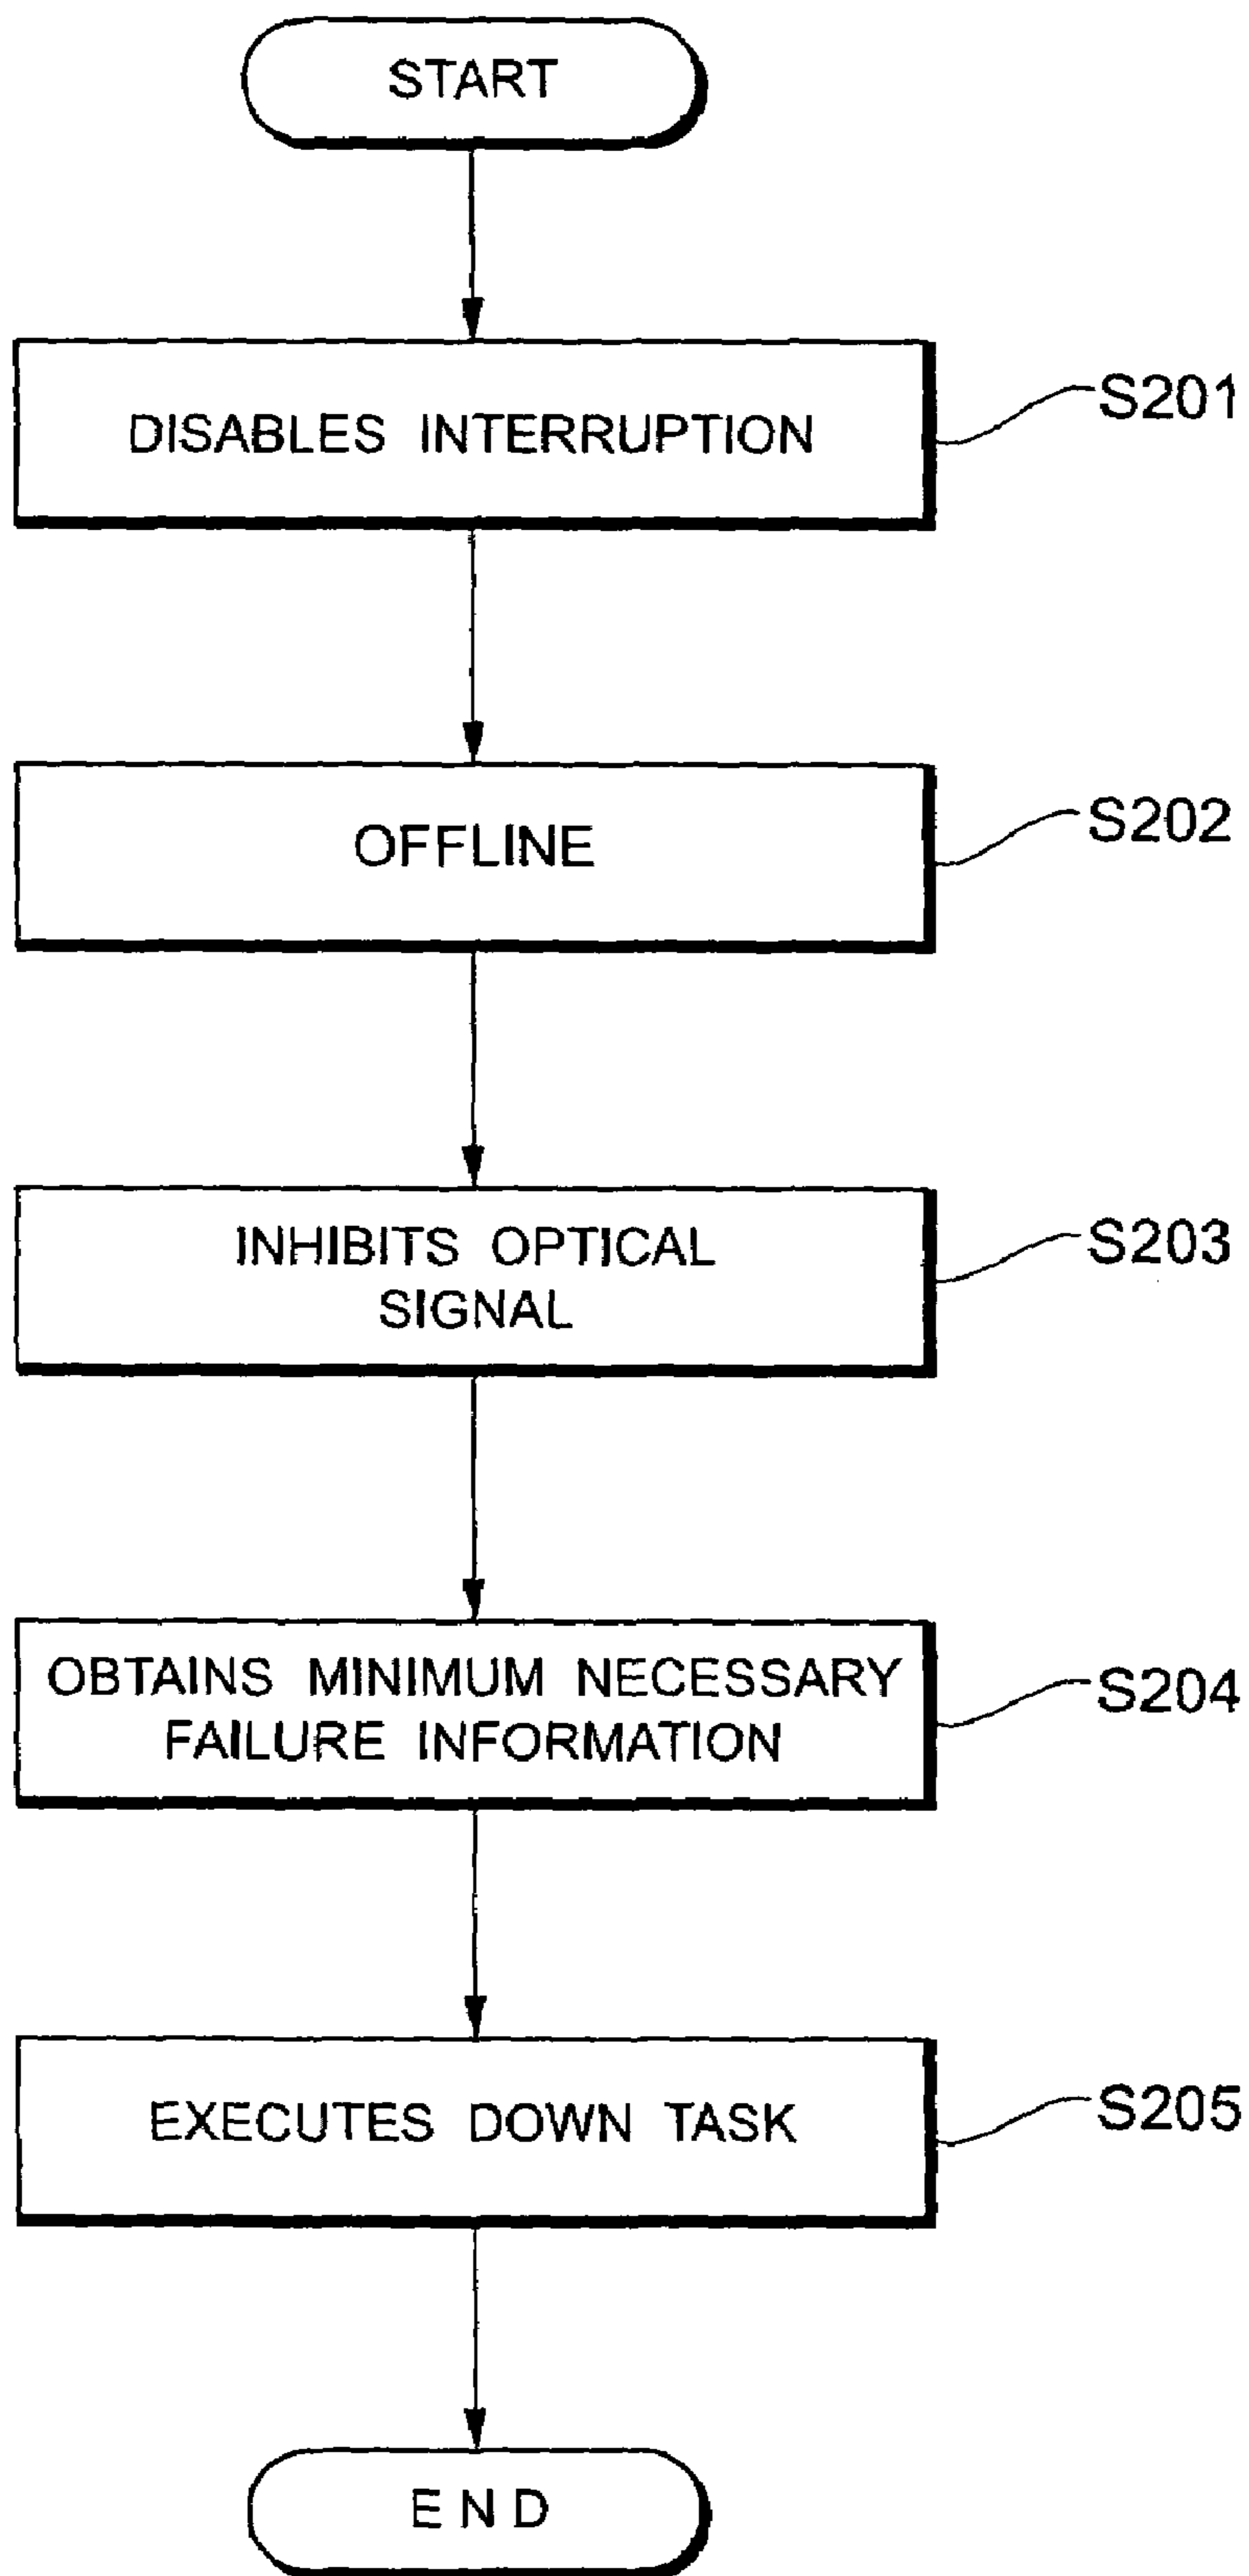 START
DISABLES INTERRUPTION
S201
OFFLINE
S202
INHIBITS OPTICAL
SIGNAL
S203
OBTAINS MINIMUM NECESSARY
FAILURE INFORMATION
S204
EXECUTES DOWN TASK
S205
END